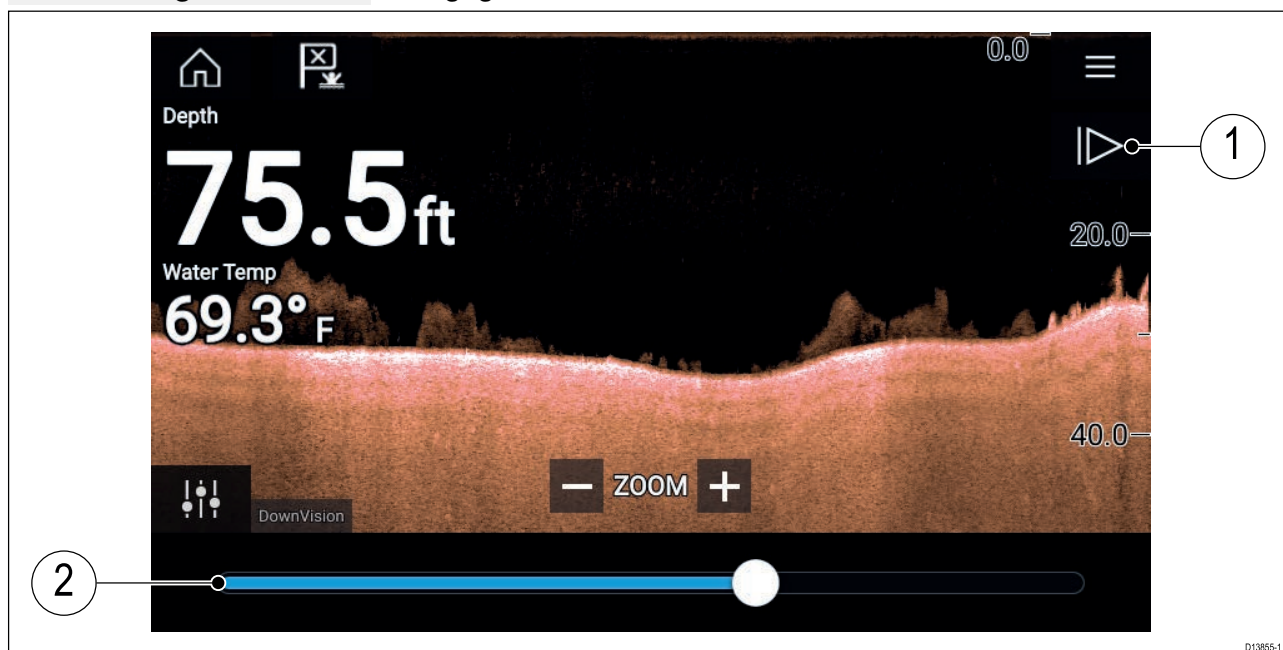 0.0
Depth
75.5ft
1
20.0
Water Temp
69.3° F
40.0
ZOOM
DownVision
2
D13855-1